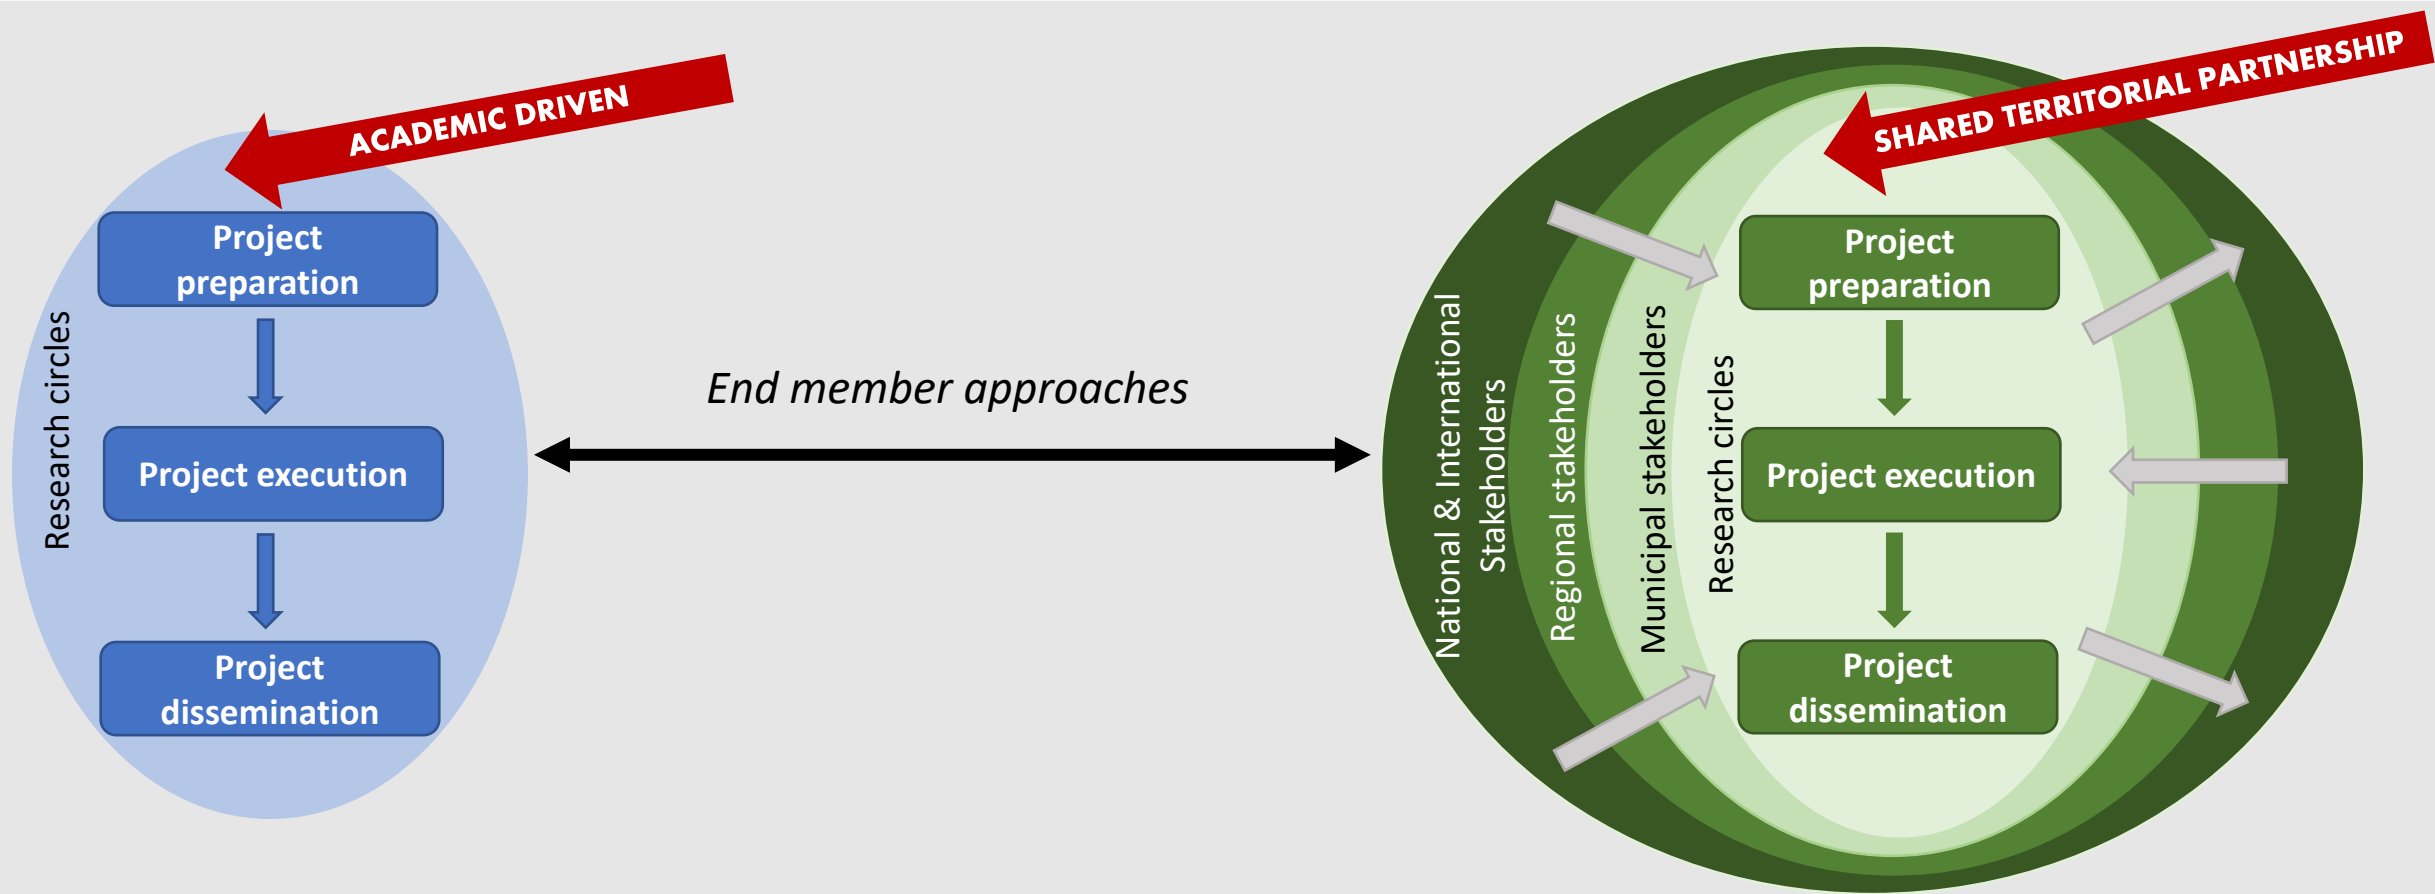 ACADEMIC DRIVEN
Research circles
Project
preparation
Project execution
Project
dissemination
End member approaches
SHARED TERRITORIAL PARTNERSHIP
National & International
Stakeholders
Regional stakeholders
Municipal stakeholders
Research circles
Project
preparation
Project execution
Project
dissemination